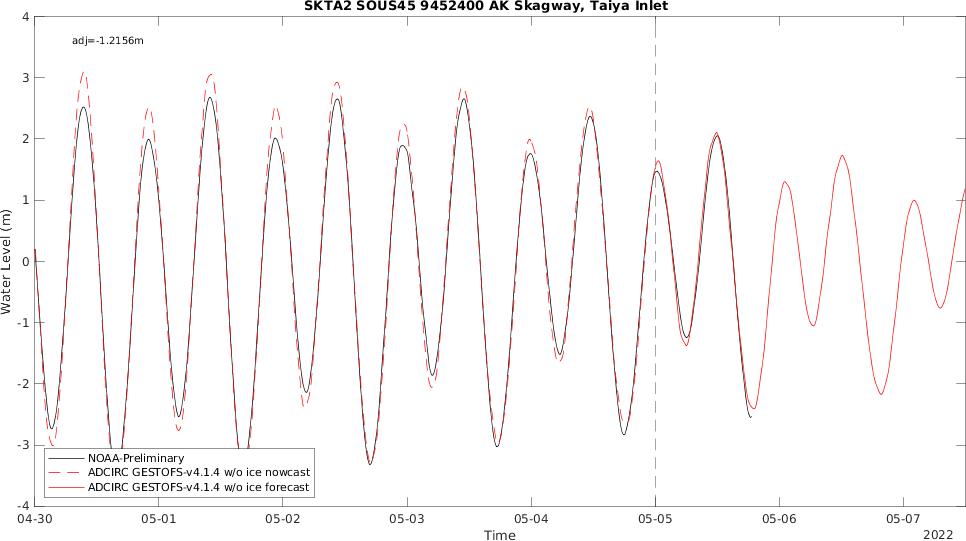 SKTA2 SOUS45 9452400 AK Skagway, Taiya Inlet
adj=-1.2156m
4
3
2
1
0
-1
-2
-3
-4
Water Level (m)
NOAA-Preliminary
ADCIRC GESTOFS-v4.1.4 w/o ice nowcast
ADCIRC GESTOFS-v4.1.4 w/o ice forecast
04-30 05-01 05-02 05-03 05-04 05-05 05-06 05-07
Time
2022